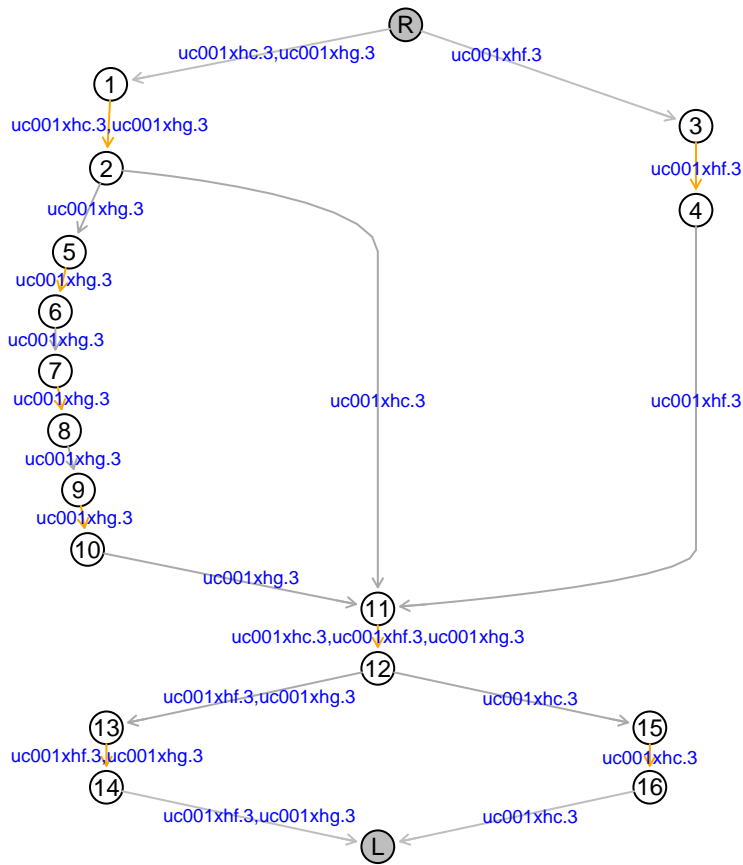 R
uc001xhc.3,uc001xhg.3
uc001xhf.3
1
3
uc001xhc.3,uc001xhg.3
uc001xhf.3
2
4
uc001xhg.3
5
uc001xhg.3
6
uc001xhg.3
7
uc001xhg.3
uc001xhc.3
uc001xhf.3
8
uc001xhg.3
9
uc001xhg.3
10
uc001xhg.3
11
uc001xhc.3,uc001xhf.3,uc001xhg.3
12
uc001xhf.3,uc001xhg.3
uc001xhc.3
13
15
uc001xhf.3,uc001xhg.3
uc001xhc.3
14
16
uc001xhf.3,uc001xhg.3
uc001xhc.3
L